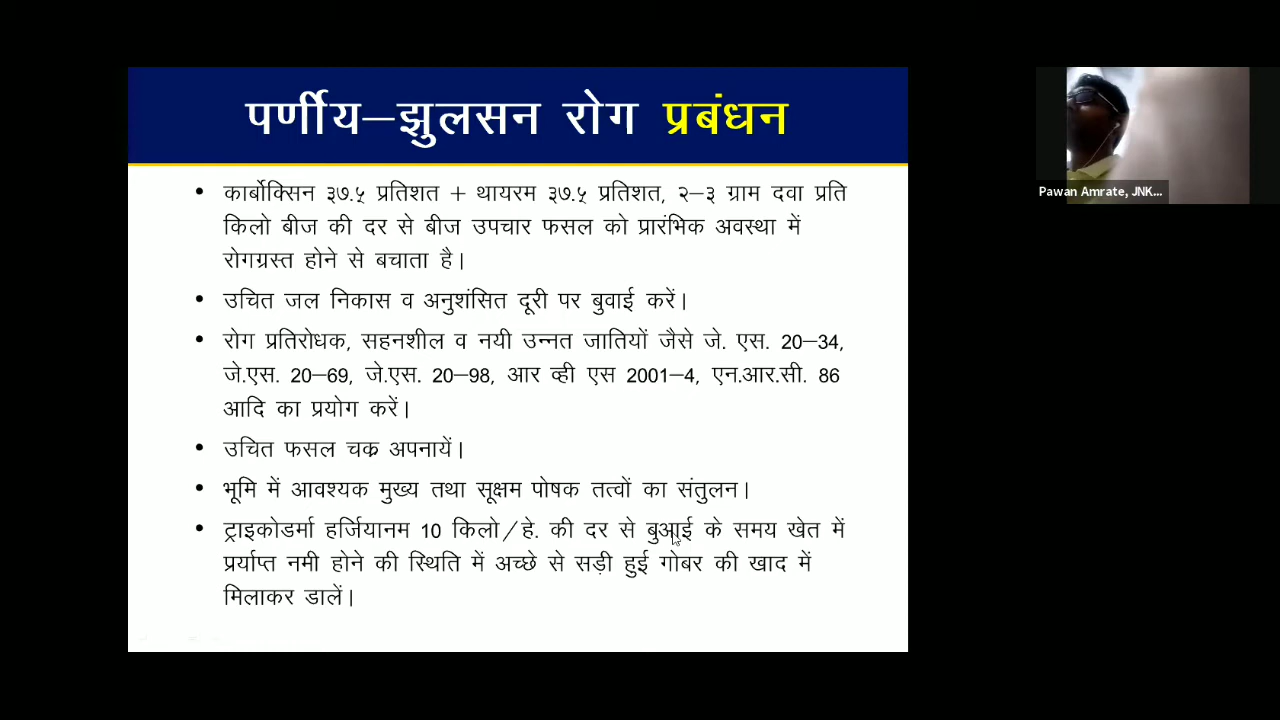 पर्णीय–झुलसन रोग प्रबंधन
• कार्बोक्सिन ३७.५ प्रतिशत + थायरम ३७.५ प्रतिशत, २–३ ग्राम दवा प्रति
किलो बीज की दर से बीज उपचार फसल को प्रारंभिक अवस्था में
रोगग्रस्त होने से बचाता है।
• उचित जल निकास व अनुशंसित दूरी पर बुवाई करें।
• रोग प्रतिरोधक, सहनशील व नयी उन्नत जातियों जैसे जे. एस. 20–34,
जे.एस. 20–69, जे.एस. 20–98, आर व्ही एस 2001–4, एन.आर.सी. 86
आदि का प्रयोग करें।
• उचित फसल चक्र अपनायें।
• भूमि में आवश्यक मुख्य तथा सूक्षम पोषक तत्वों का संतुलन।
• ट्राइकोडर्मा हर्जियानम 10 किलो/हे. की दर से बुआई के समय खेत में
प्रर्याप्त नमी होने की स्थिति में अच्छे से सड़ी हुई गोबर की खाद में
मिलाकर डालें।
Pawan Amrate, JNK...